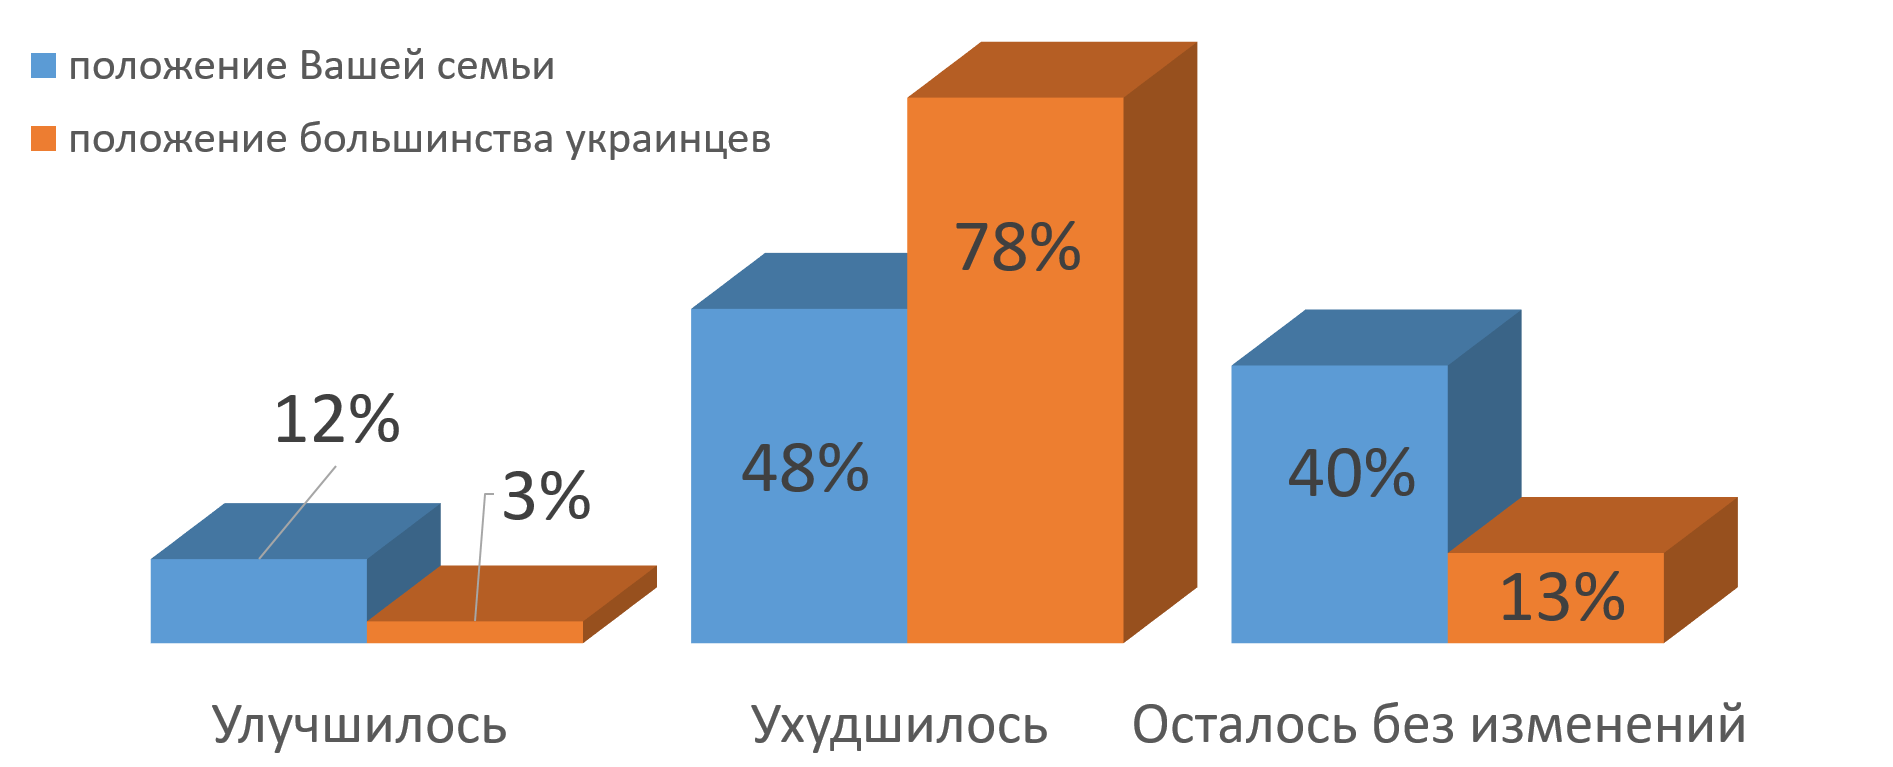 положение Вашей семьи
положение большинства украинцев
12%
3%
48%
78%
40%
13%
Улучшилось
Ухудшилось
Осталось без изменений